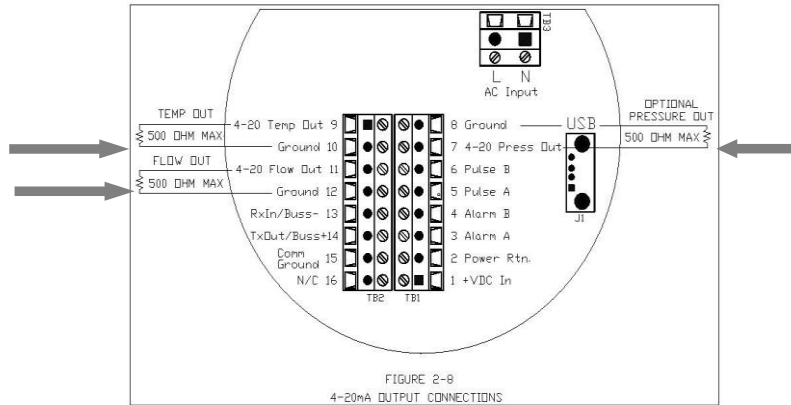 TB3
L N
AC Input
TEMP OUT
500 OHM MAX
FLOW OUT
500 OHM MAX
4-20 Temp Out 9
Ground 10
4-20 Flow Out 11
Ground 12
RxIn/Buss- 13
TxOut/Buss+14
Comm
Ground 15
N/C 16
TB2
TB1
8 Ground
7 4-20 Press Out
6 Pulse B
5 Pulse A
4 Alarm B
3 Alarm A
2 Power Rtn.
1 +VDC In
USB
J1
OPTIONAL
PRESSURE OUT
500 OHM MAX
FIGURE 2-8
4-20mA OUTPUT CONNECTIONS